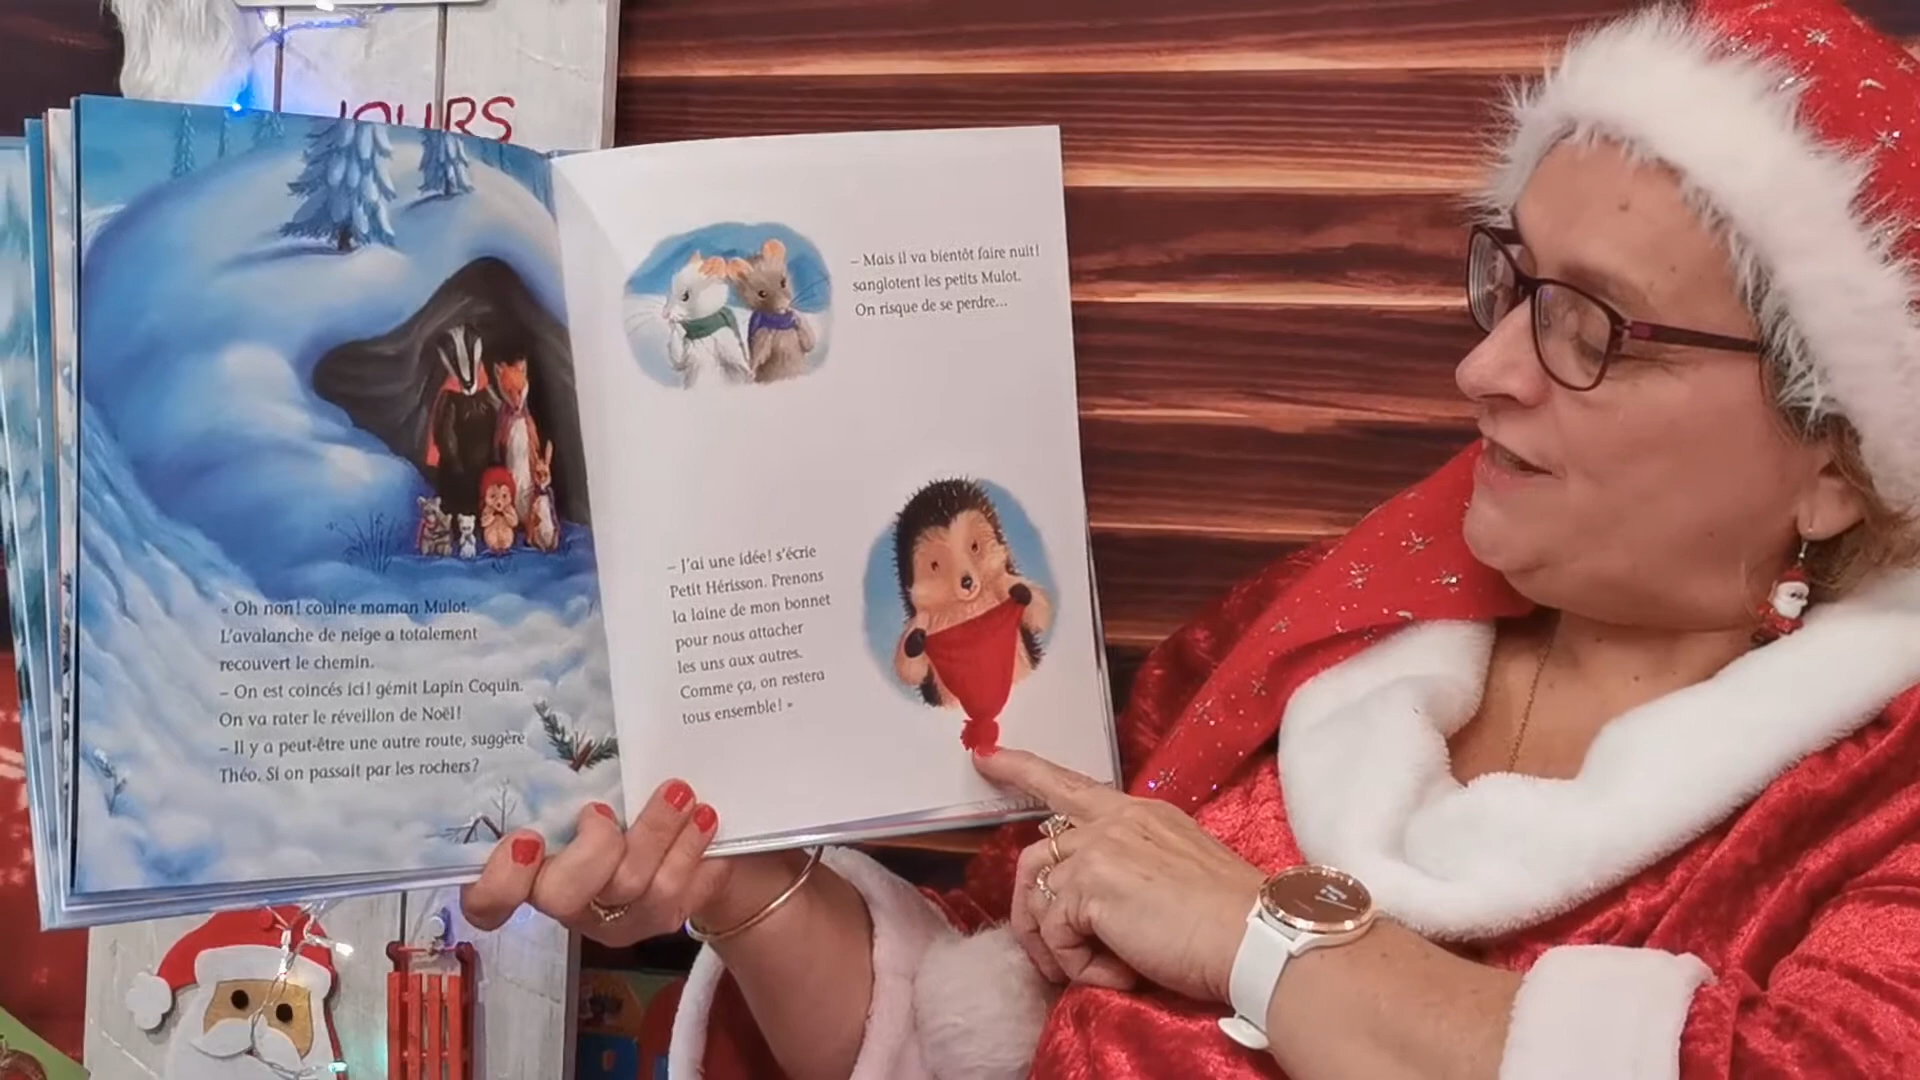 JOURS
« Oh non! couine maman Mulot.
L'avalanche de neige a totalement
recouvert le chemin.
– On est coincés ici! gémit Lapin Coquin.
On va rater le réveillon de Noël!
– Il y a peut-être une autre route, suggère
Théo. Si on passait par les rochers?
– Mais il va bientôt faire nuit!
sanglotent les petits Mulot.
On risque de se perdre...
– J'ai une idée! s'écrie
Petit Hérisson. Prenons
la laine de mon bonnet
pour nous attacher
les uns aux autres.
Comme ça, on restera
tous ensemble! »